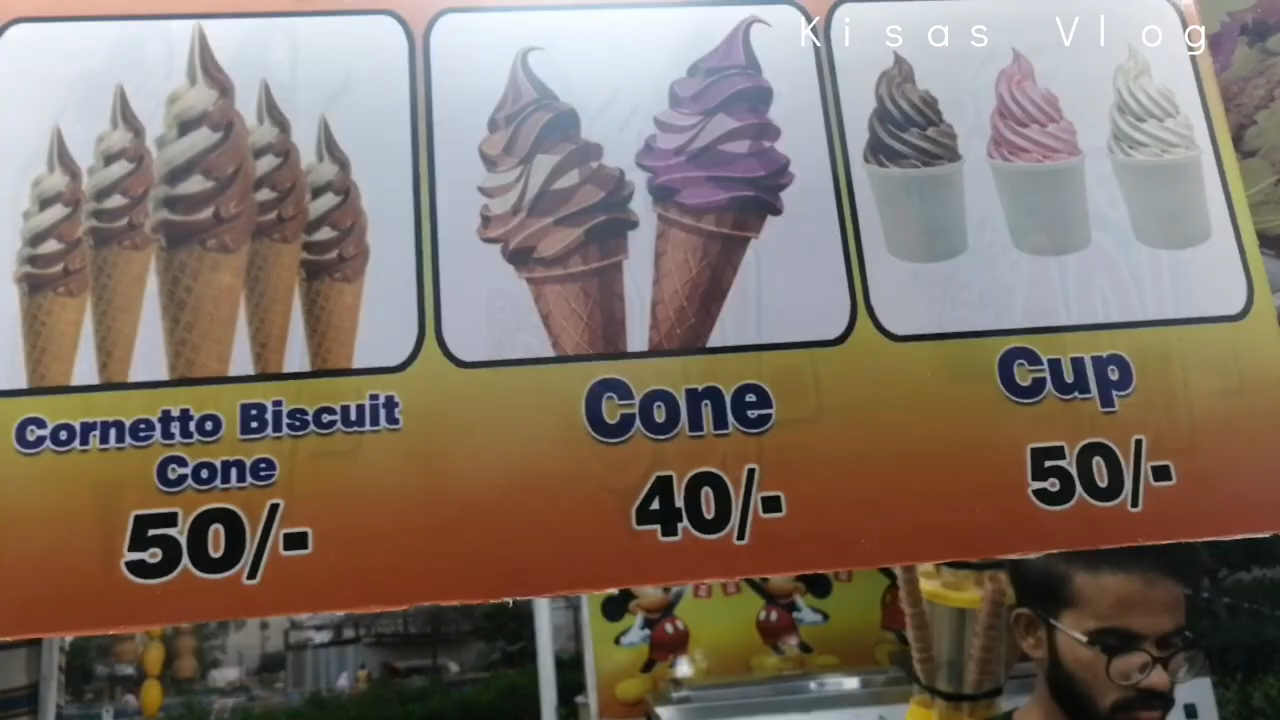 Kisas Vlog
Cornetto Biscuit
Cone
50/-
Cone
40/-
Cup
50/-